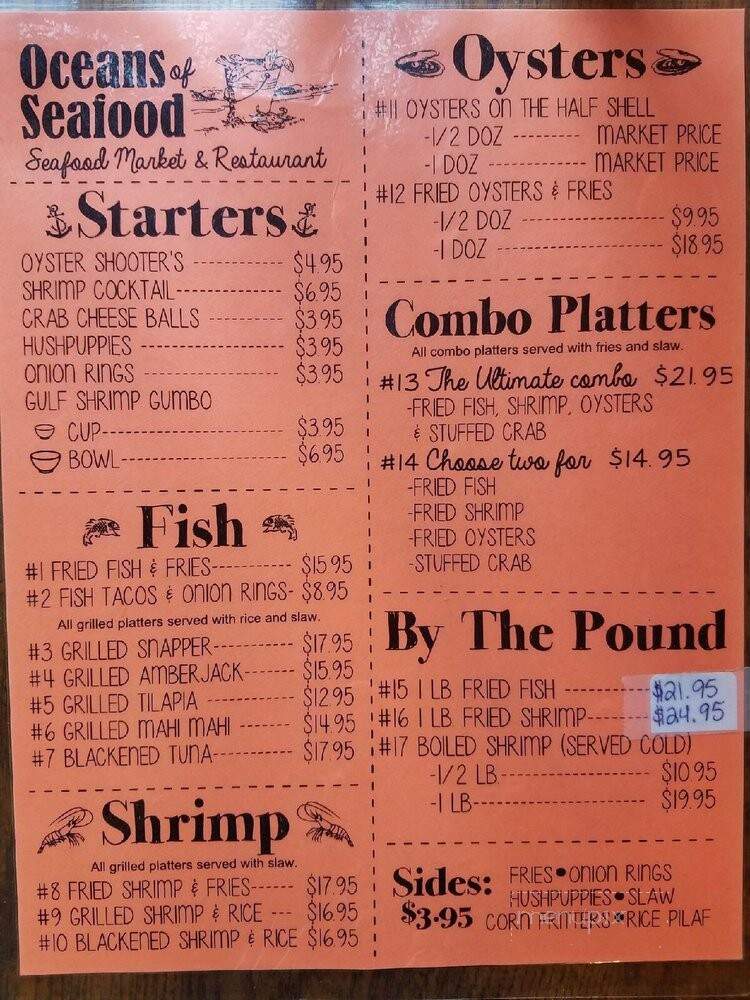 Oceans of
Seafood
Seafood Market & Restaurant
Starters
OYSTER SHOOTER'S ---------- $4.95
SHRIMP COCKTAIL------------ $6.95
CRAB CHEESE BALLS -------- $3.95
HUSHPUPPIES --------------- $3.95
ONION RINGS --------------- $3.95
GULF SHRIMP GUMBO
CUP-------------------- $3.95
BOWL------------------ $6.95
Fish
#1 FRIED FISH & FRIES---------- $15.95
#2 FISH TACOS & ONION RINGS- $8.95
All grilled platters served with rice and slaw.
#3 GRILLED SNAPPER---------- $17.95
#4 GRILLED AMBERJACK------ $15.95
#5 GRILLED TILAPIA ----------- $12.95
#6 GRILLED MAHI MAHI ------ $14.95
#7 BLACKENED TUNA---------- $17.95
Shrimp
All grilled platters served with slaw.
#8 FRIED SHRIMP & FRIES------ $17.95
#9 GRILLED SHRIMP & RICE --- $16.95
#10 BLACKENED SHRIMP & RICE $16.95
Oysters
#11 OYSTERS ON THE HALF SHELL
-1/2 DOZ --------- MARKET PRICE
-1 DOZ ------------ MARKET PRICE
#12 FRIED OYSTERS & FRIES
-1/2 DOZ ------------------ $9.95
-1 DOZ --------------------- $18.95
Combo Platters
All combo platters served with fries and slaw.
#13 The Ultimate combo $21.95
-FRIED FISH, SHRIMP, OYSTERS
& STUFFED CRAB
#14 Choose two for $14.95
-FRIED FISH
-FRIED SHRIMP
-FRIED OYSTERS
-STUFFED CRAB
By The Pound
#15 1 LB FRIED FISH ---------- $21.95
#16 1 LB FRIED SHRIMP------- $24.95
#17 BOILED SHRIMP (SERVED COLD)
-1/2 LB------------------- $10.95
-1 LB---------------------- $19.95
Sides: FRIES•ONION RINGS
HUSHPUPPIES•SLAW
$3.95 CORN FRITTERS•RICE PILAF